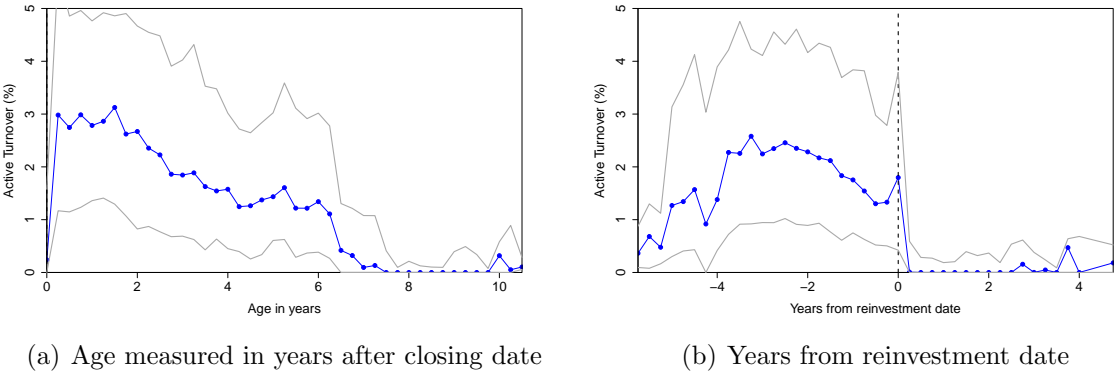 Active Turnover (%)
0 1 2 3 4 5
0 2 4 6 8 10
Age in years
(a) Age measured in years after closing date
Active Turnover (%)
0 1 2 3 4 5
−4 −2 0 2 4
Years from reinvestment date
(b) Years from reinvestment date